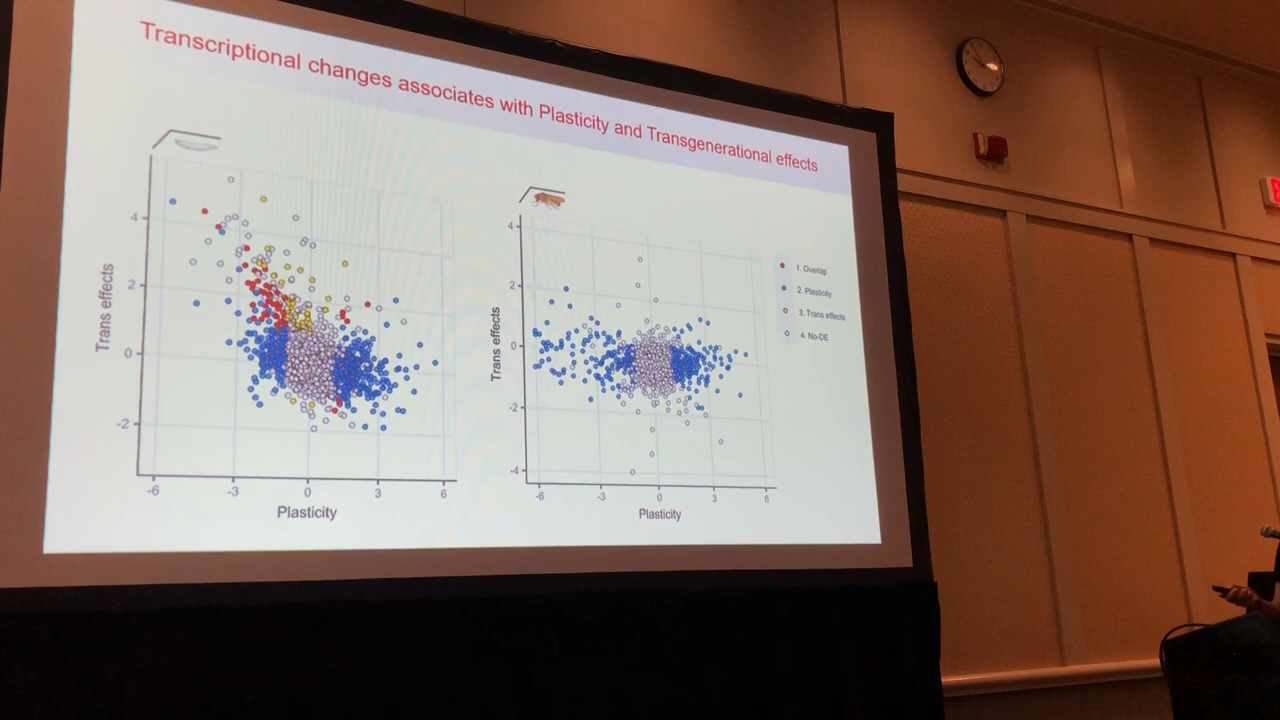 Transcriptional changes associates with Plasticity and Transgenerational effects
Trans effects
4
2
0
-2
-6 -3 0 3 6
Plasticity
Trans effects
4
2
0
-2
-4
-6 -3 0 3 6
Plasticity
1. Overlap
2. Plasticity
3. Trans effects
4. No-DE